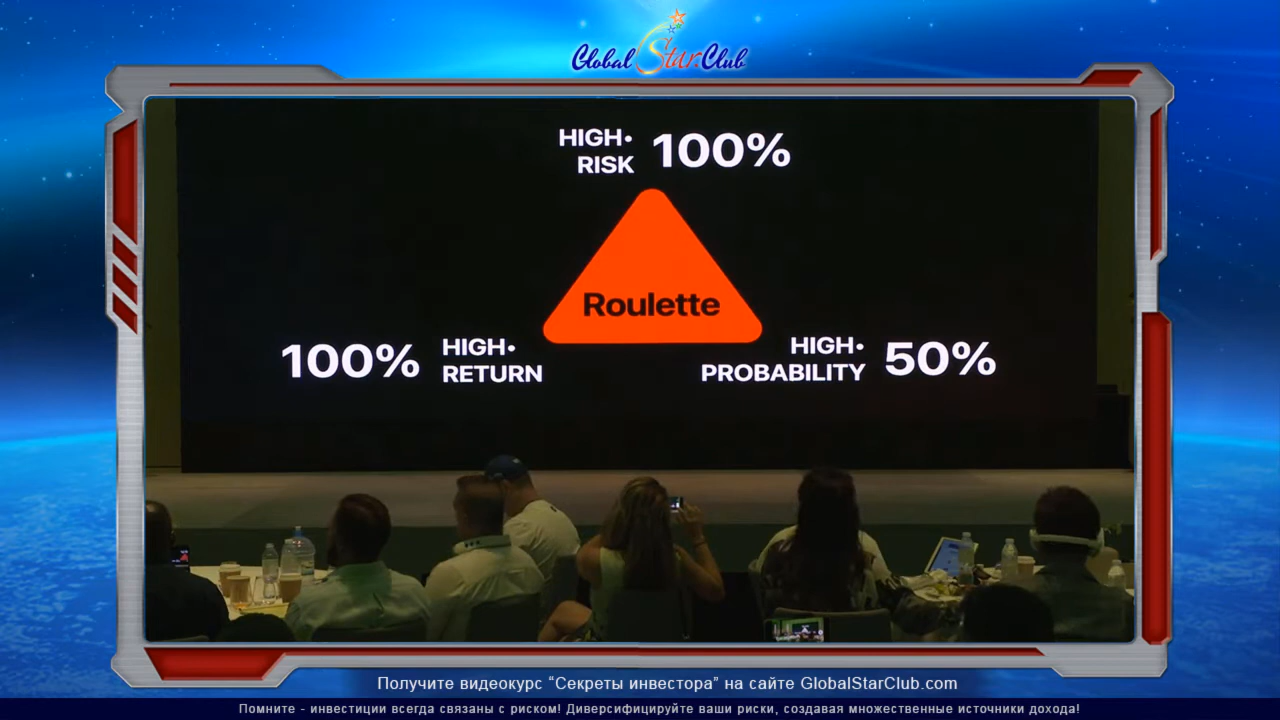 Global Star Club
HIGH•
RISK
100%
Roulette
100%
HIGH•
RETURN
HIGH•
PROBABILITY
50%
Получите видеокурс “Секреты инвестора” на сайте GlobalStarClub.com
Помните - инвестиции всегда связаны с риском! Диверсифицируйте ваши риски, создавая множественные источники дохода!